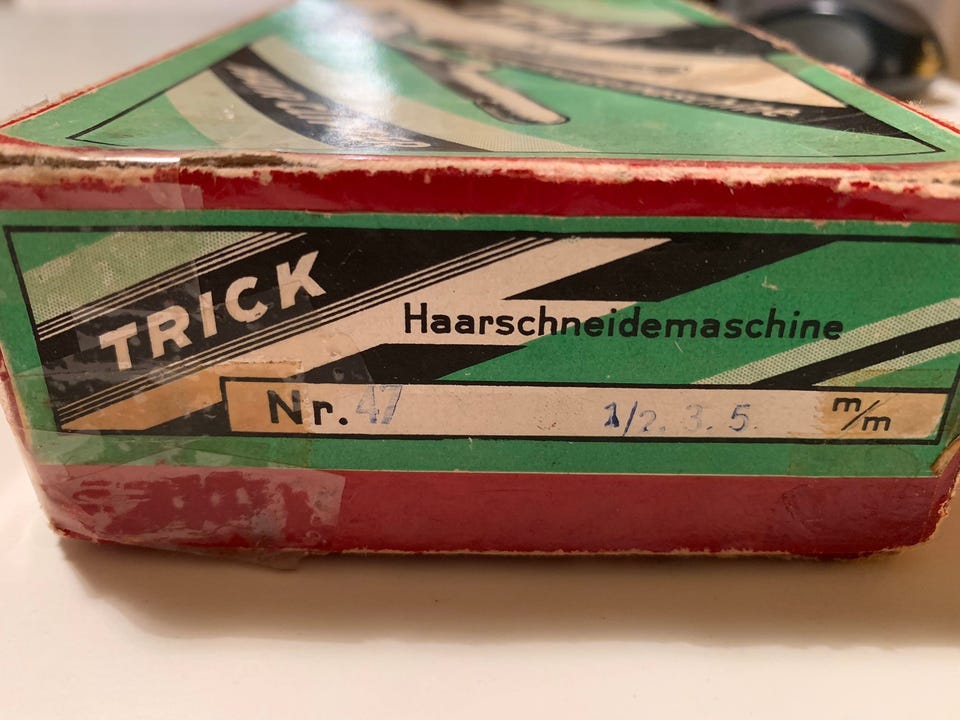 TRICK
Haarschneidemaschine
Nr. 47 1/2. 3. 5. m/m